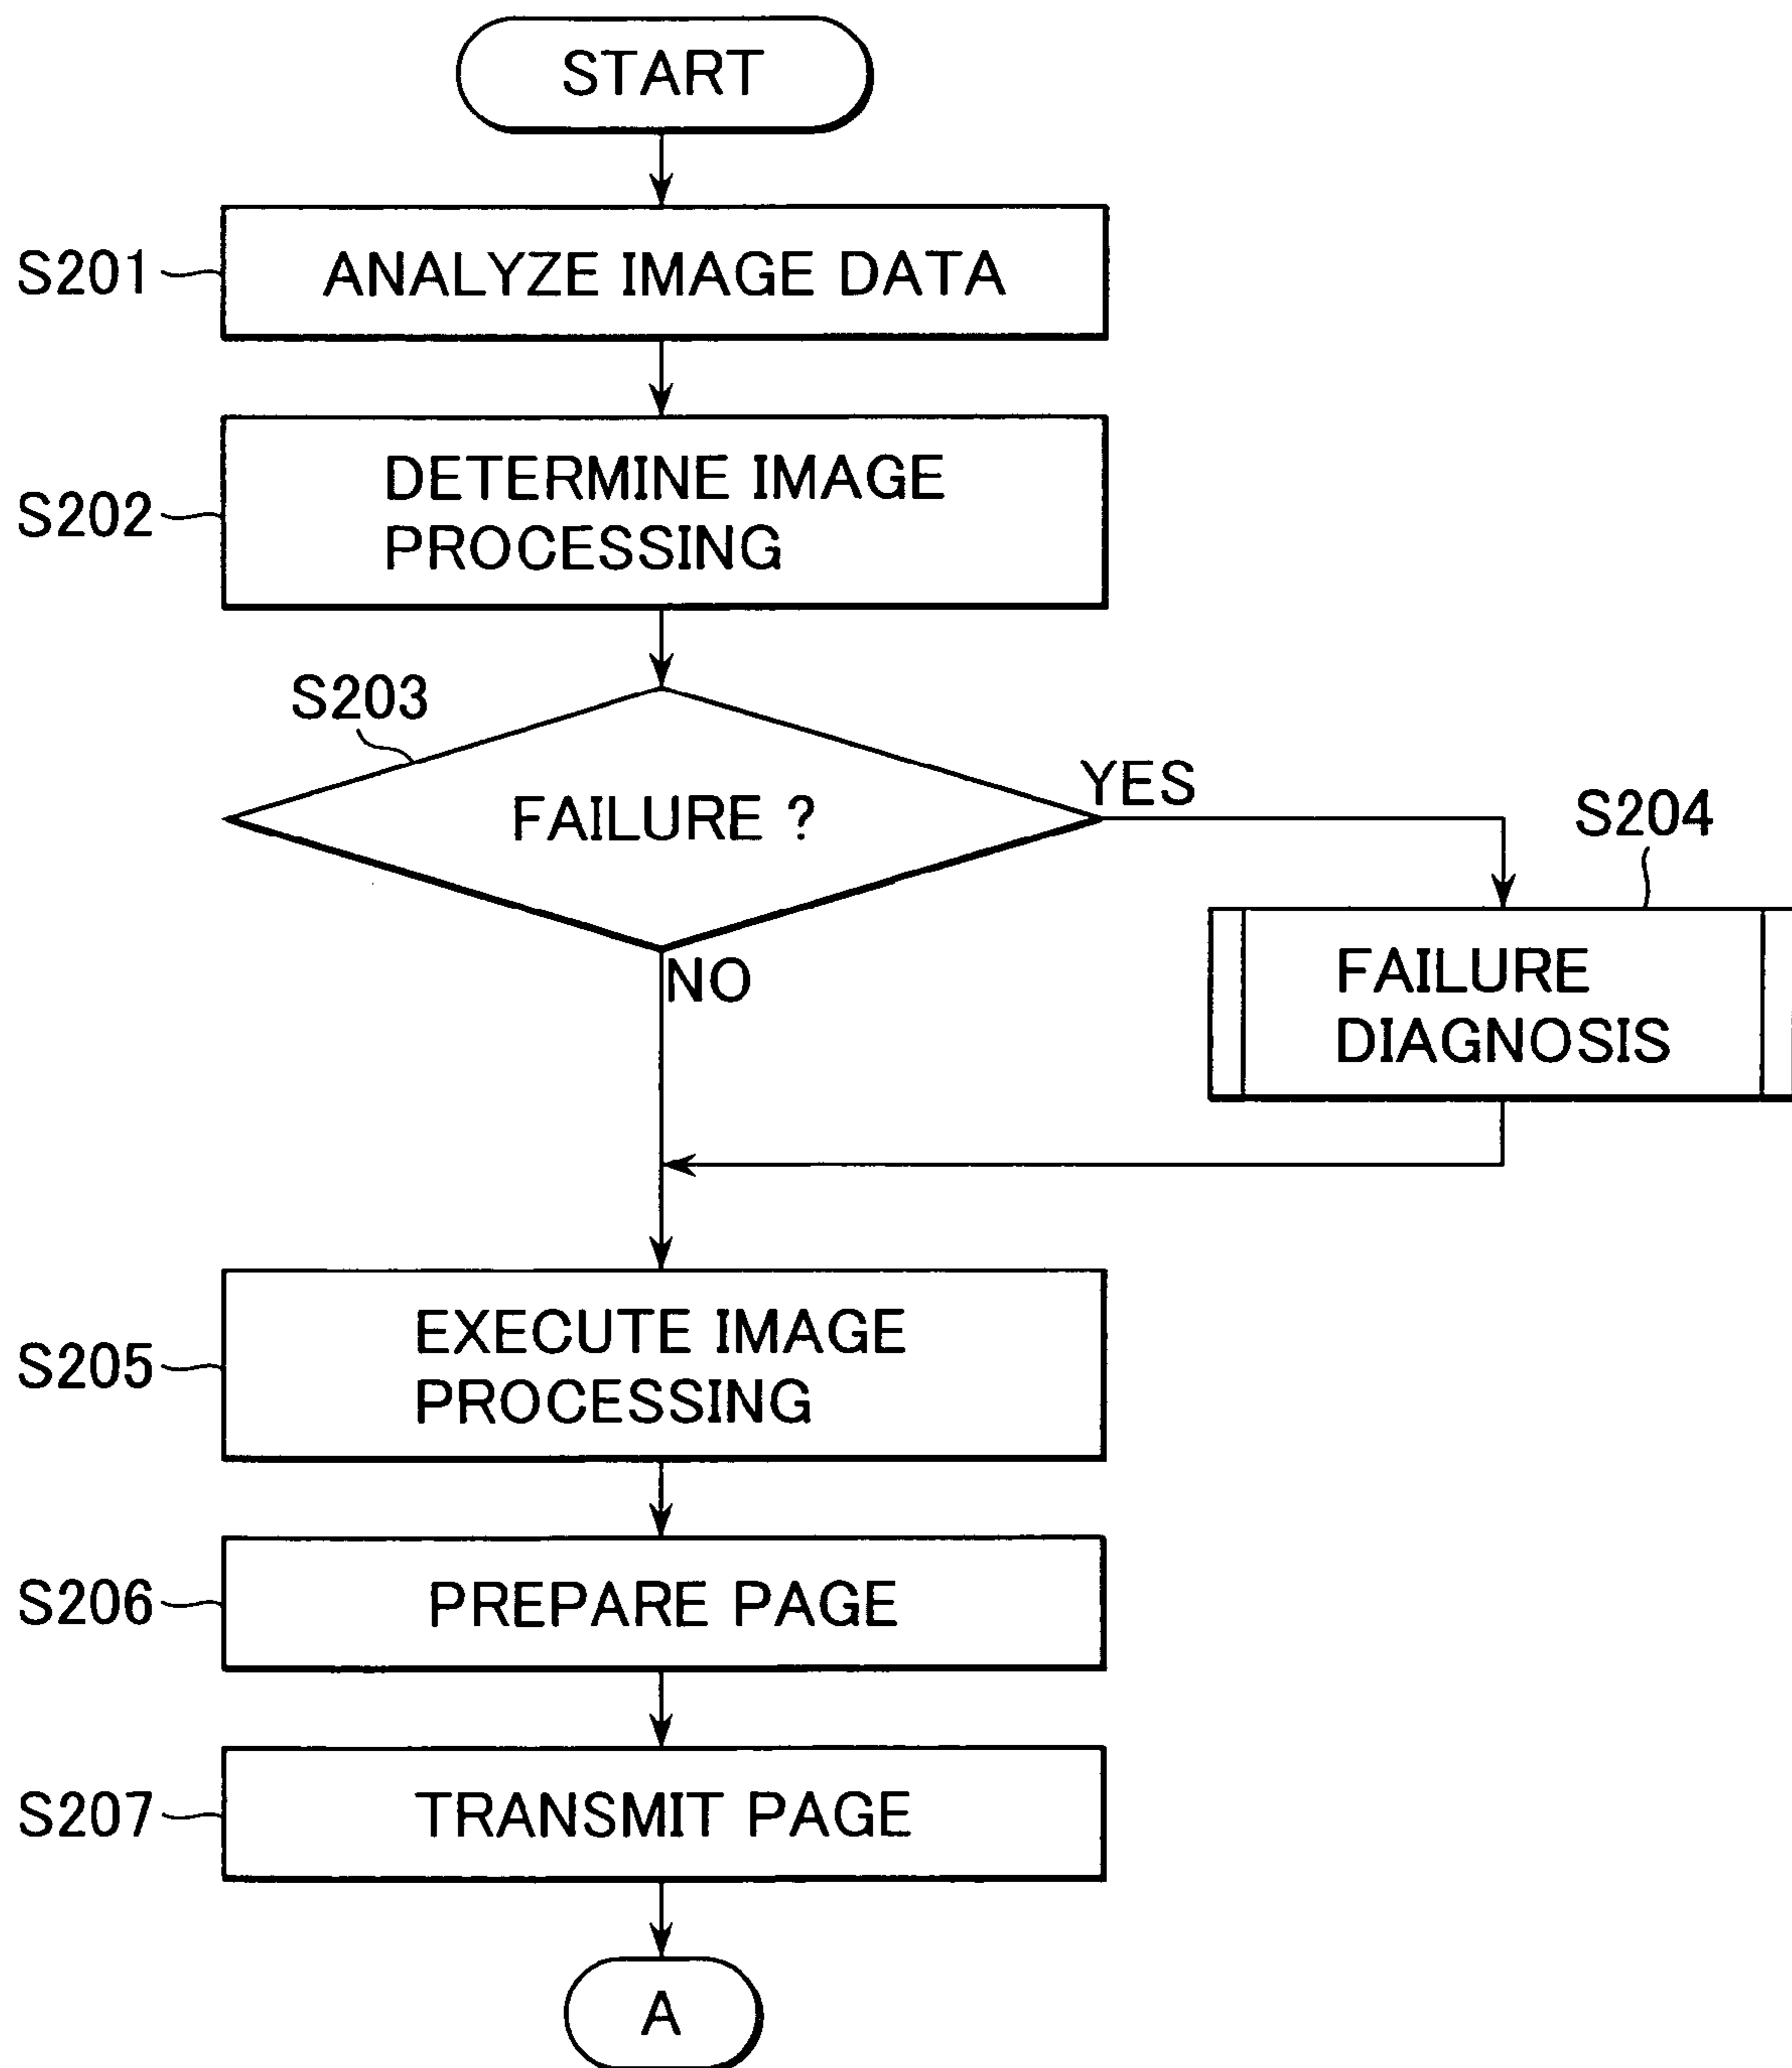 START
S201
ANALYZE IMAGE DATA
S202
DETERMINE IMAGE
PROCESSING
S203
FAILURE ?
YES
S204
FAILURE
DIAGNOSIS
NO
S205
EXECUTE IMAGE
PROCESSING
S206
PREPARE PAGE
S207
TRANSMIT PAGE
A